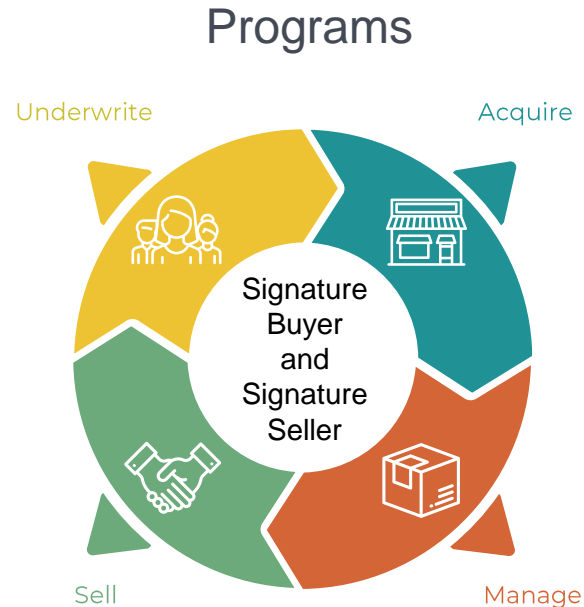 Programs
Underwrite
Acquire
Signature
Buyer
and
Signature
Seller
Sell
Manage